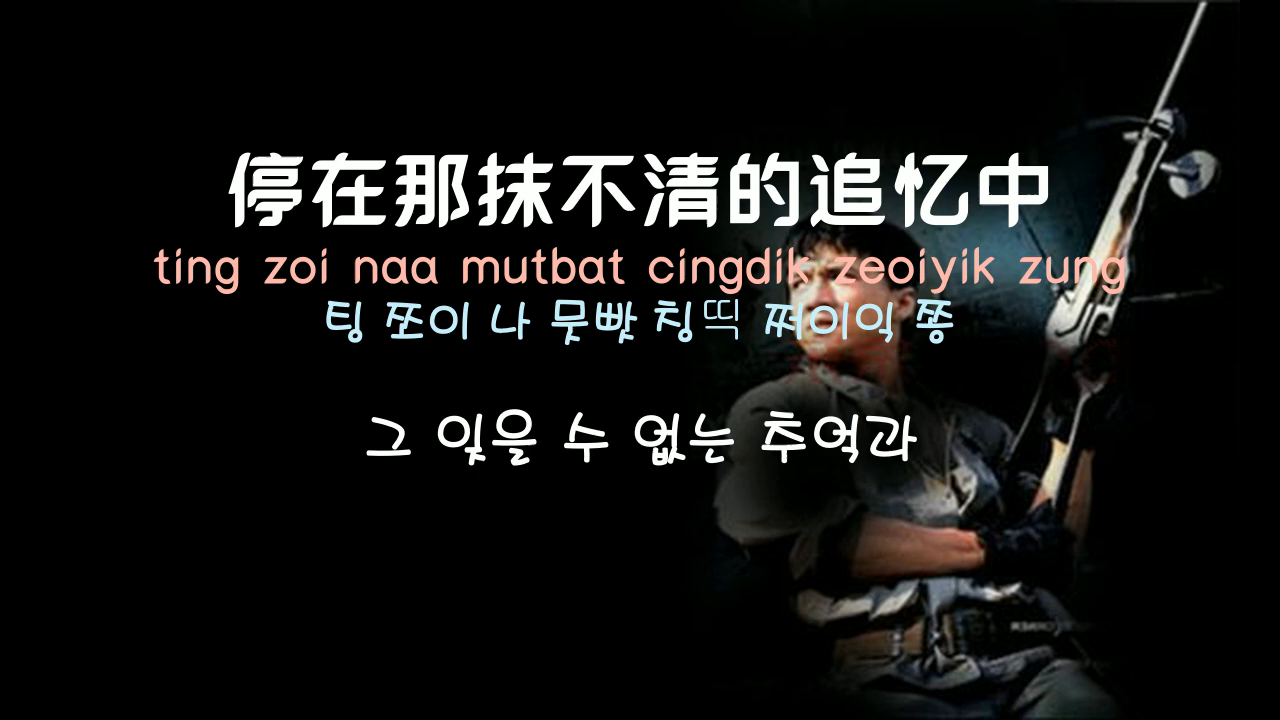 停在那抹不清的追忆中
ting zoi naa mutbat cingdik zeoiyik zung
팅 쪼이 나 뭇빳 칭띡 쩌이익 쫑
그 잊을 수 없는 추억과